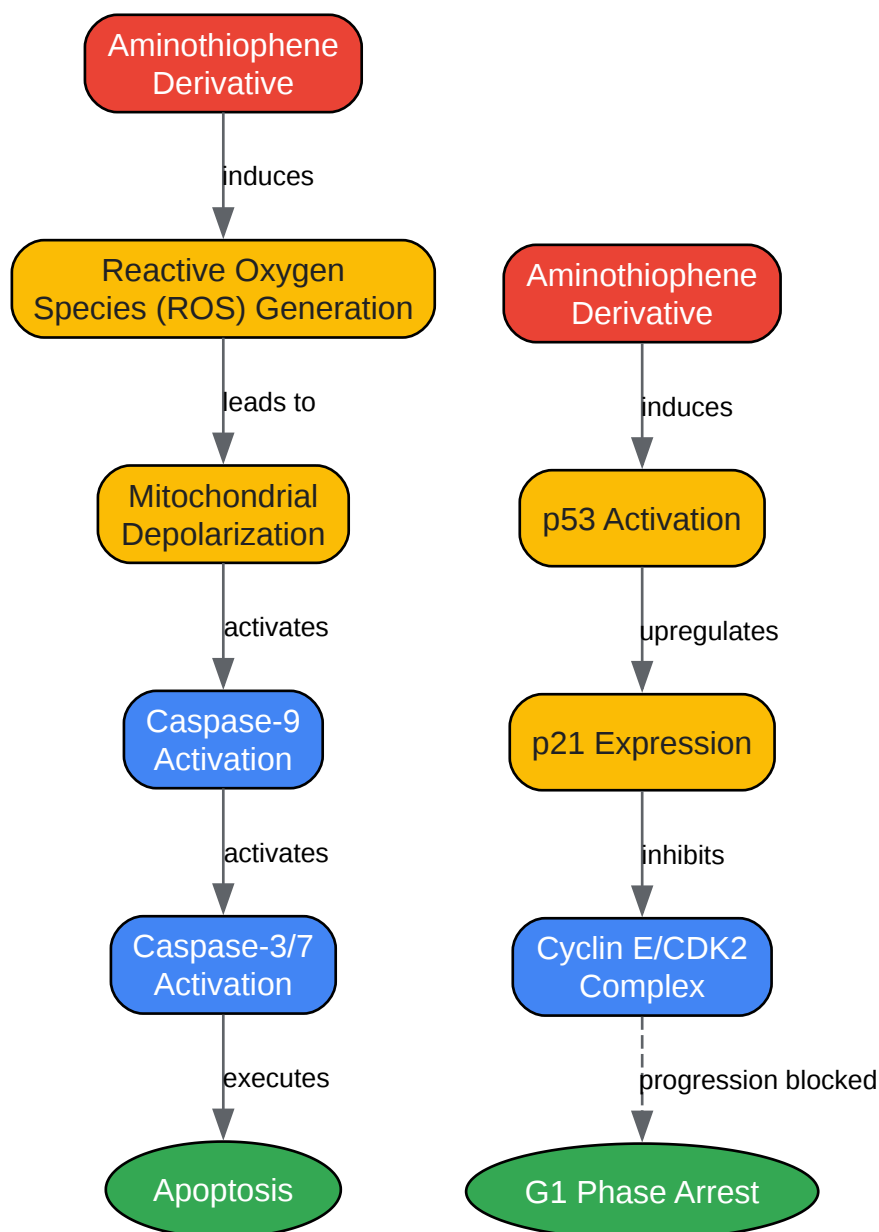 Aminothiophene
Derivative
induces
Reactive Oxygen
Species (ROS) Generation
leads to
Mitochondrial
Depolarization
activates
Caspase-9
Activation
activates
Caspase-3/7
Activation
executes
Apoptosis
Aminothiophene
Derivative
induces
p53 Activation
upregulates
p21 Expression
inhibits
Cyclin E/CDK2
Complex
progression blocked
G1 Phase Arrest